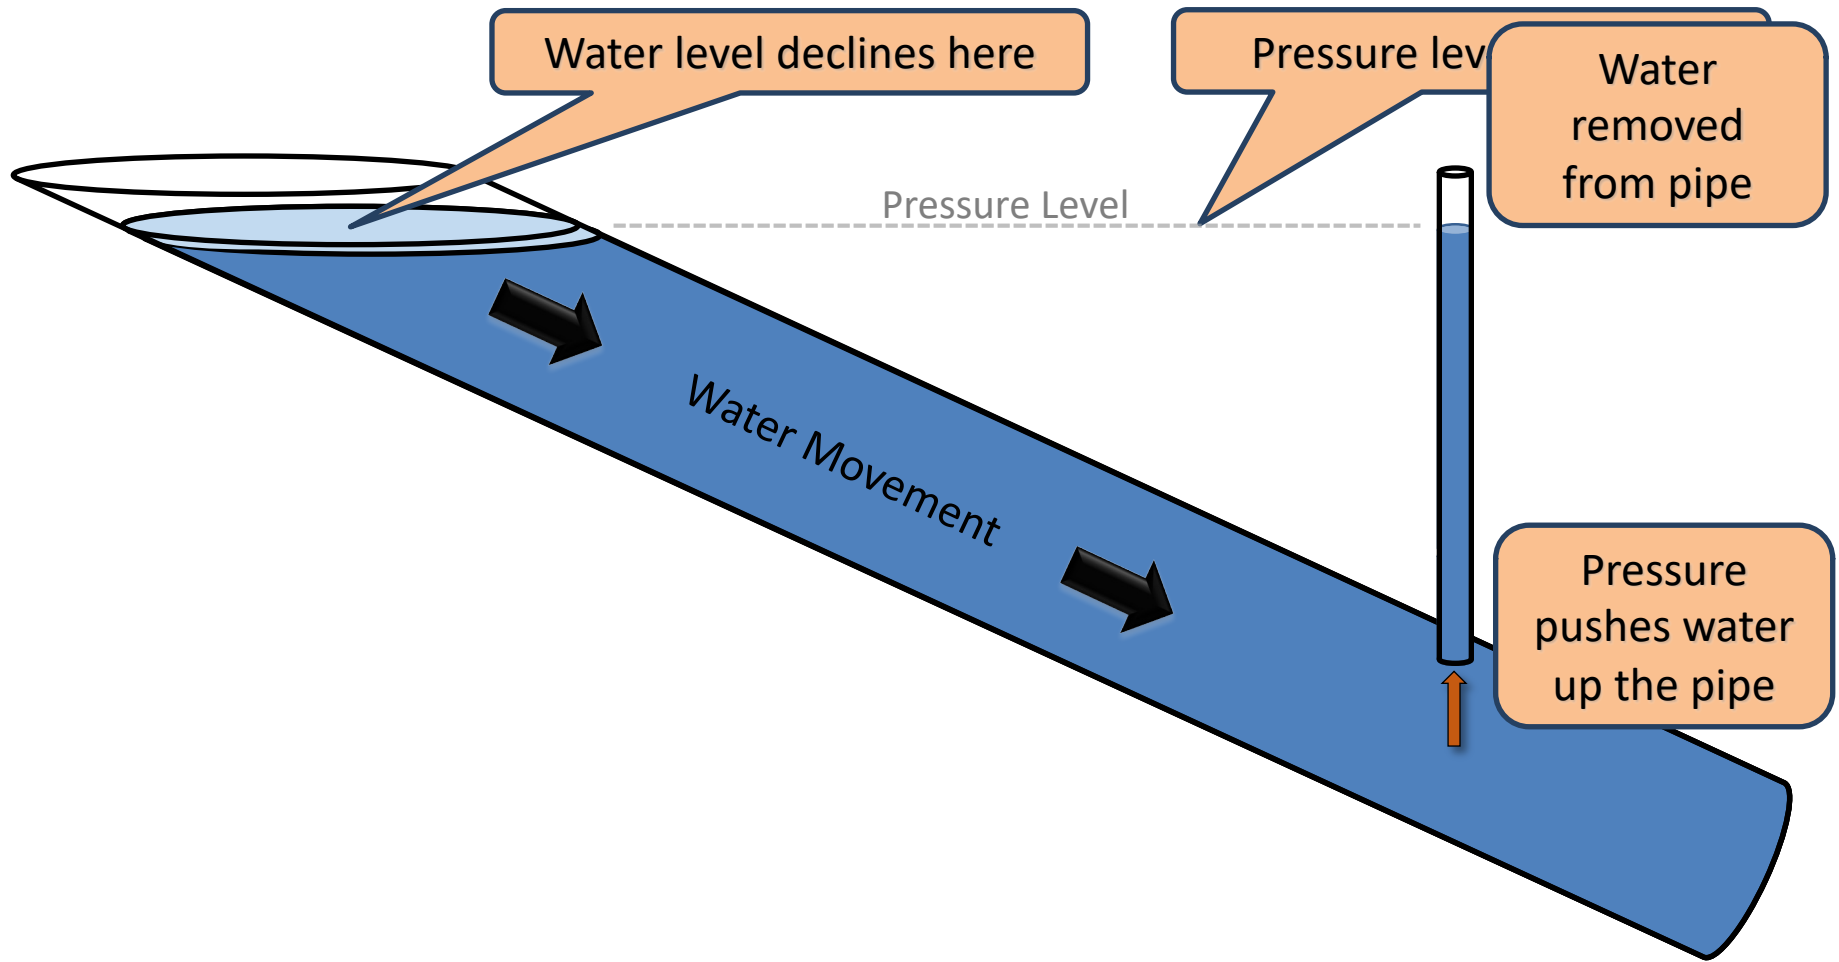 Water level declines here
Pressure
Water
removed
from pipe
Pressure Level
Water Movement
Pressure
pushes water
up the pipe